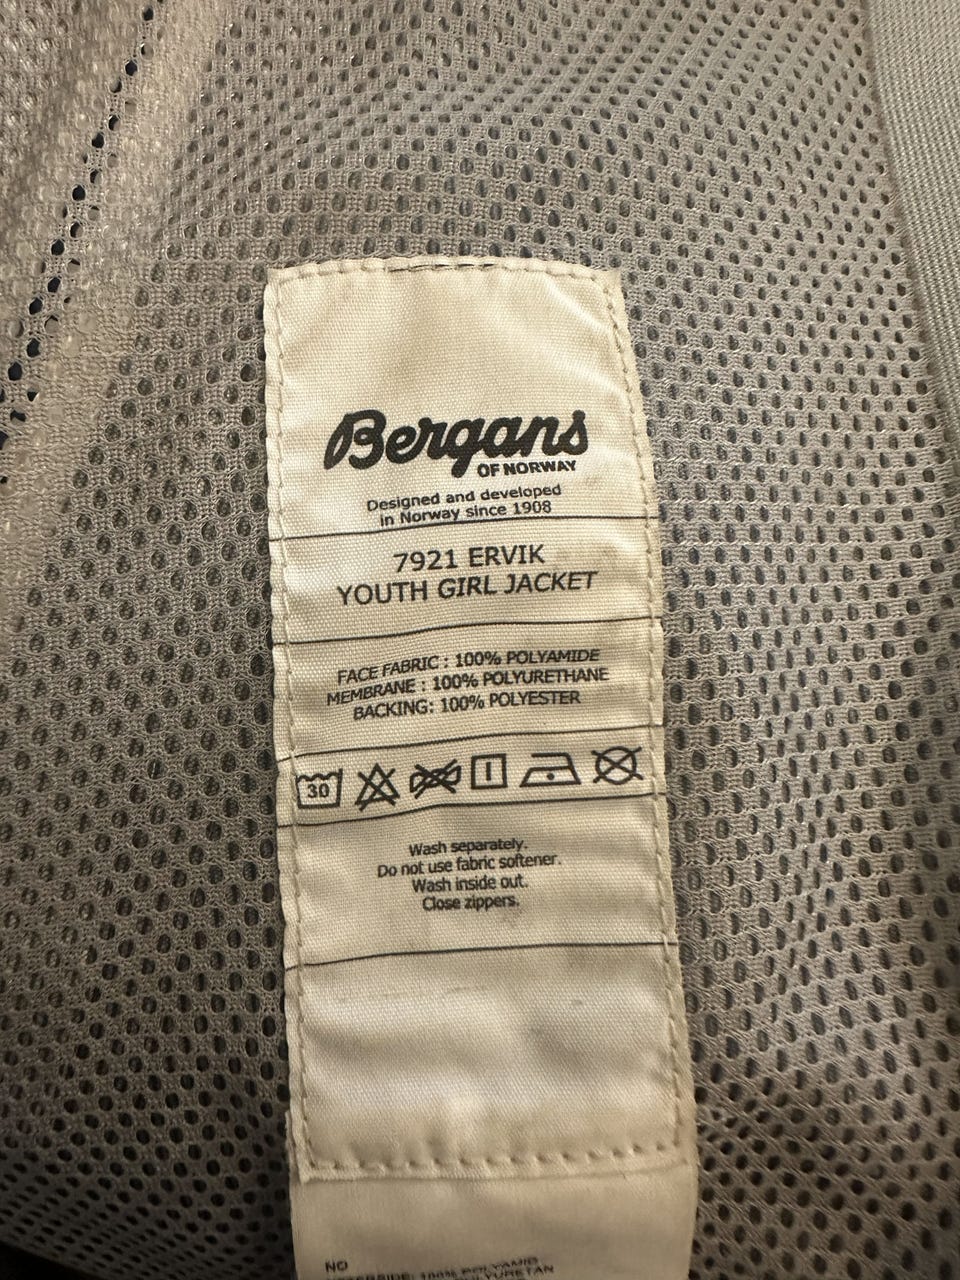 Bergans
OF NORWAY
Designed and developed
in Norway since 1908
7921 ERVIK
YOUTH GIRL JACKET
FACE FABRIC : 100% POLYAMIDE
MEMBRANE : 100% POLYURETHANE
BACKING: 100% POLYESTER
30
Wash separately.
Do not use fabric softener.
Wash inside out.
Close zippers.
NO
100% POLYAMID